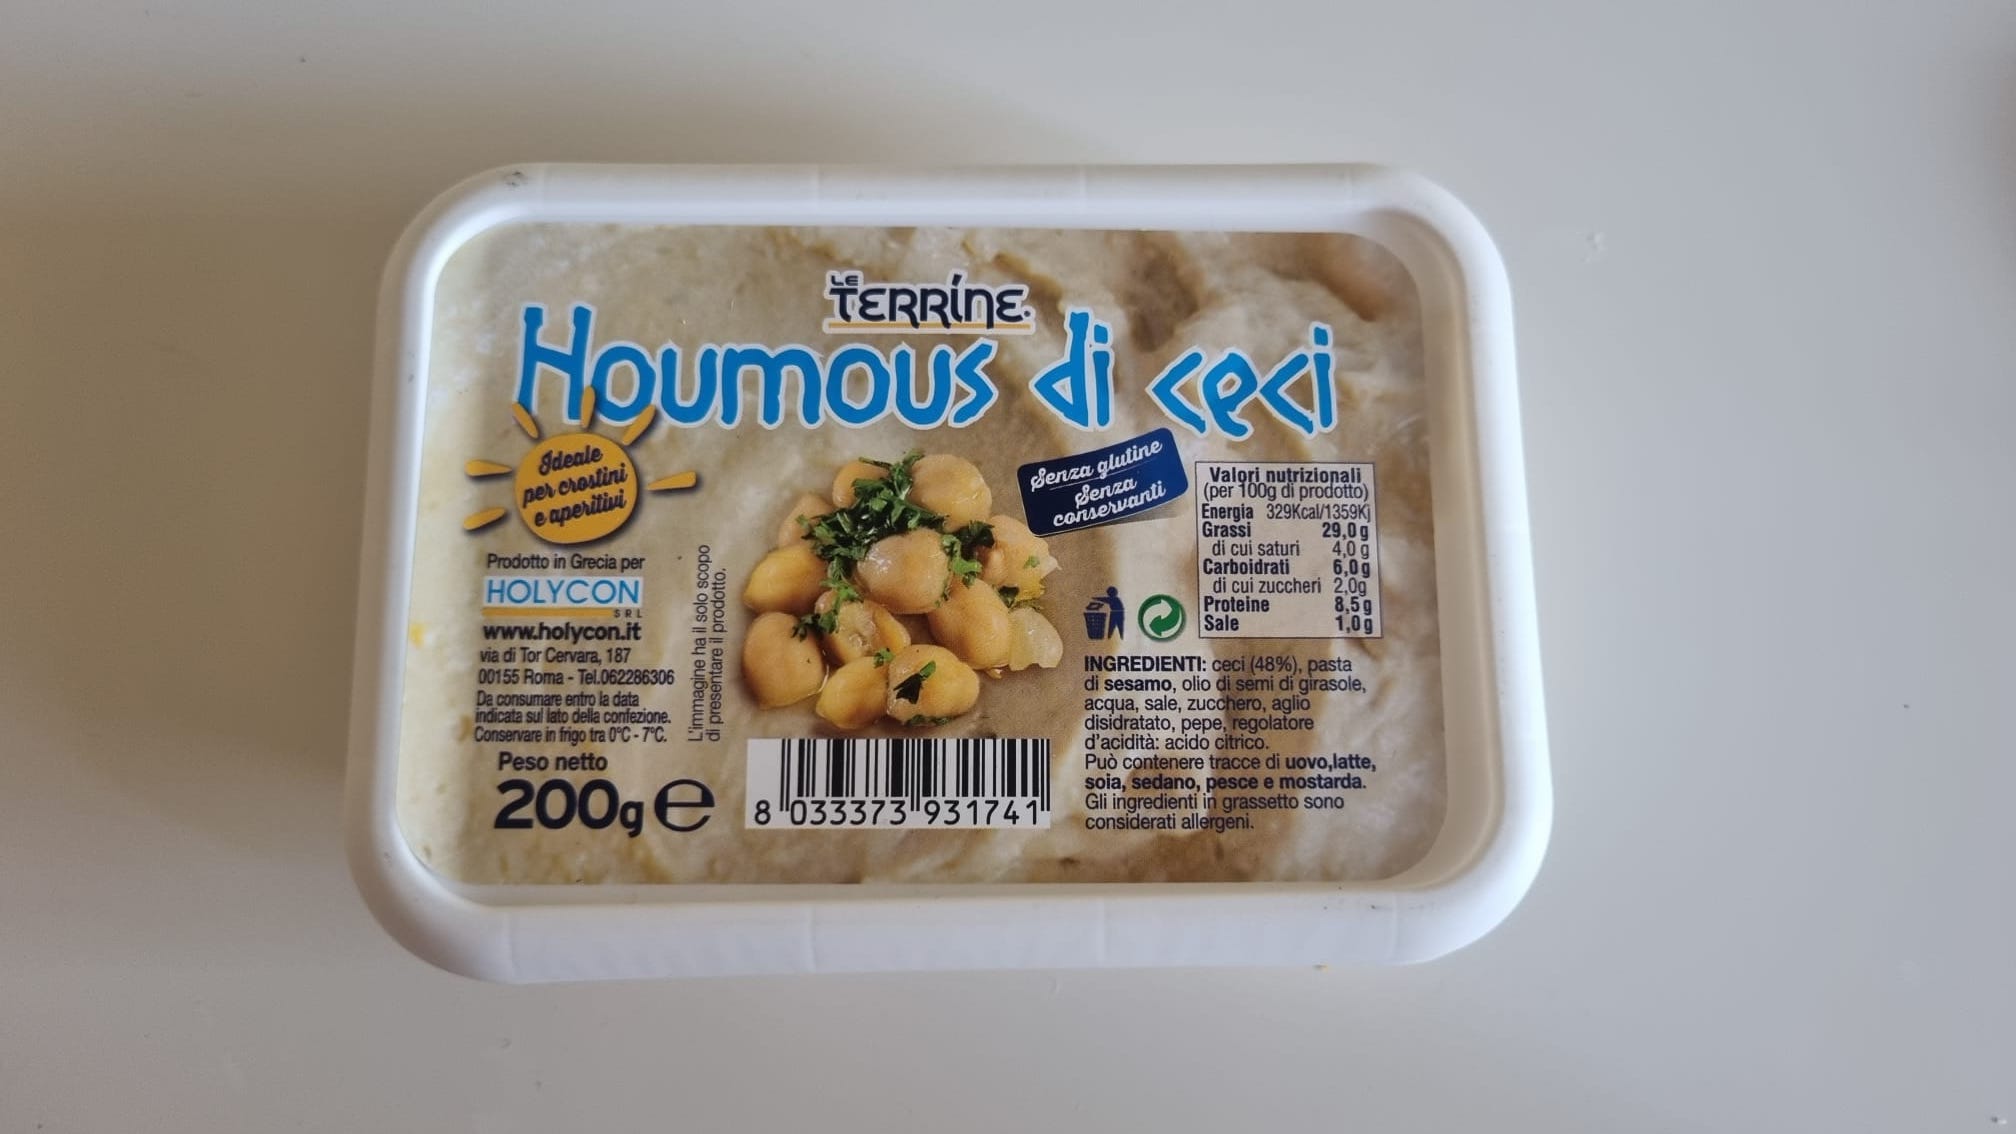 LE
TERRÍNE.
Houmous di ceci
Ideale
per crostini
e aperitivi
Senza glutine
Senza
conservanti
Prodotto in Grecia per
HOLYCON
SRL
www.holycon.it
via di Tor Cervara, 187
00155 Roma - Tel.062286306
Da consumare entro la data
indicata sul lato della confezione.
Conservare in frigo tra 0°C - 7°C.
Peso netto
200g e
L'immagine ha il solo scopo
di presentare il prodotto.
8 033373 931741
Valori nutrizionali
(per 100g di prodotto)
Energia 329Kcal/1359Kj
Grassi 29,0g
di cui saturi 4,0 g
Carboidrati 6,0g
di cui zuccheri 2,0g
Proteine 8,5g
Sale 1,0g
INGREDIENTI: ceci (48%), pasta
di sesamo, olio di semi di girasole,
acqua, sale, zucchero, aglio
disidratato, pepe, regolatore
d'acidità: acido citrico.
Può contenere tracce di uovo,latte,
soia, sedano, pesce e mostarda.
Gli ingredienti in grassetto sono
considerati allergeni.